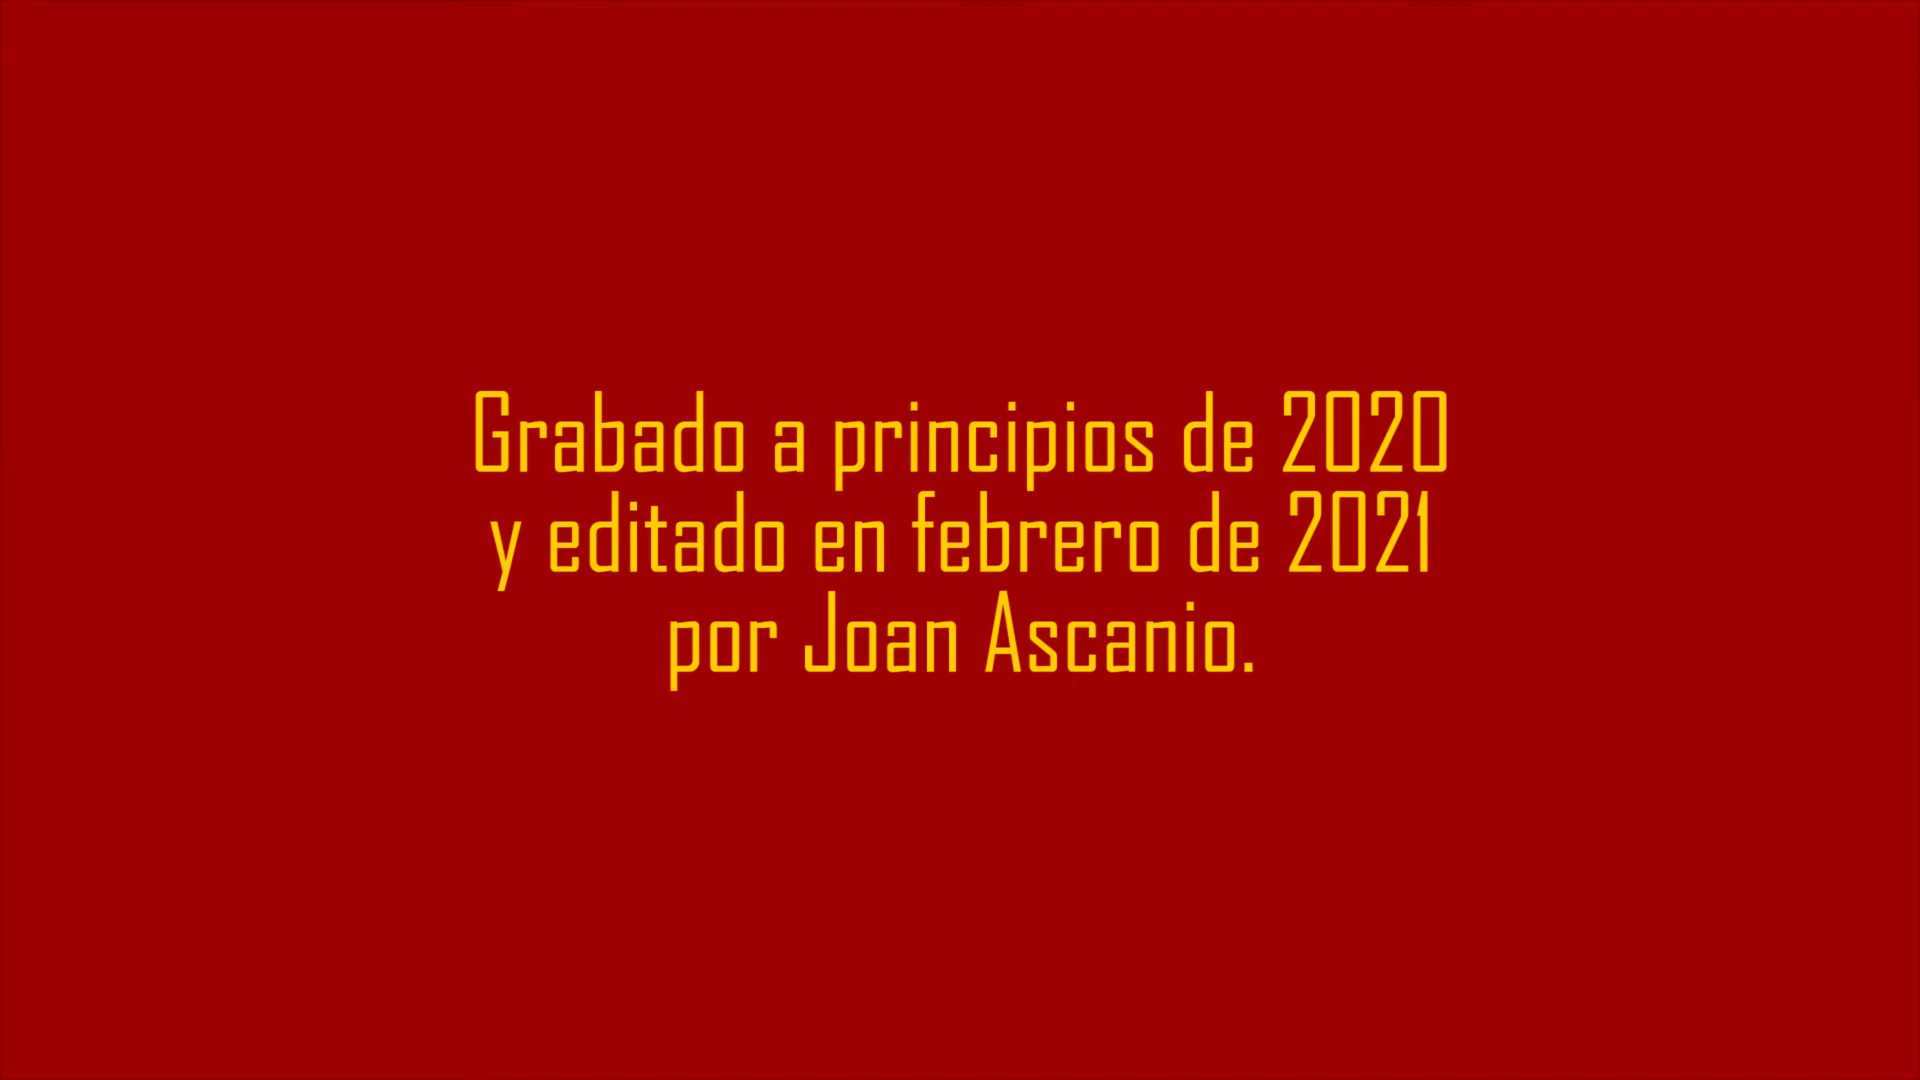 Grabado a principios de 2020
y editado en febrero de 2021
por Joan Ascanio.